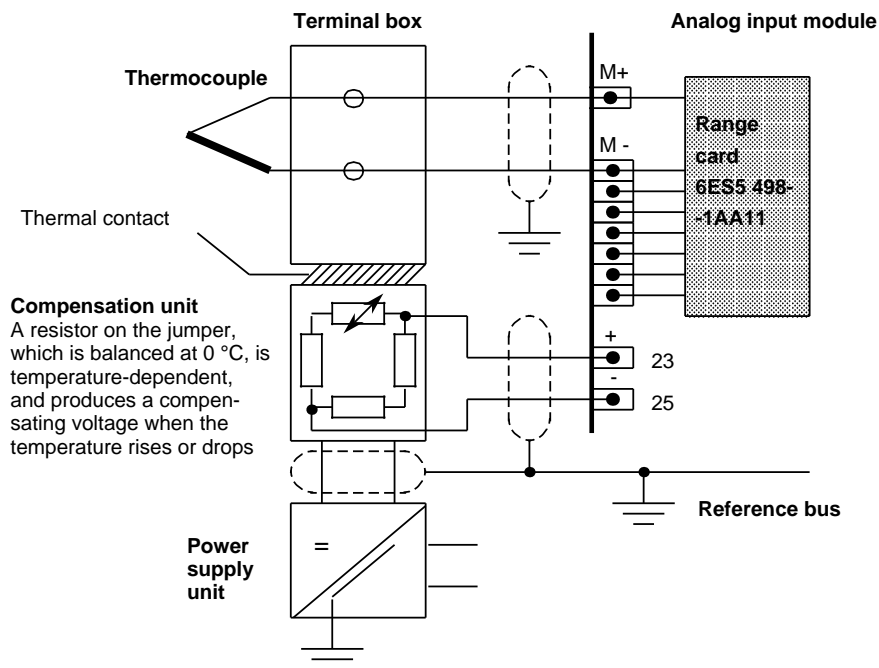 Terminal box
Analog input module
Thermocouple
M+
Range
card
M -
6ES5 498-
-1AA11
Thermal contact
Compensation unit
A resistor on the jumper,
which is balanced at 0 °C, is
temperature-dependent,
and produces a compen-
sating voltage when the
temperature rises or drops
+
23
-
25
Reference bus
Power
supply
unit
=